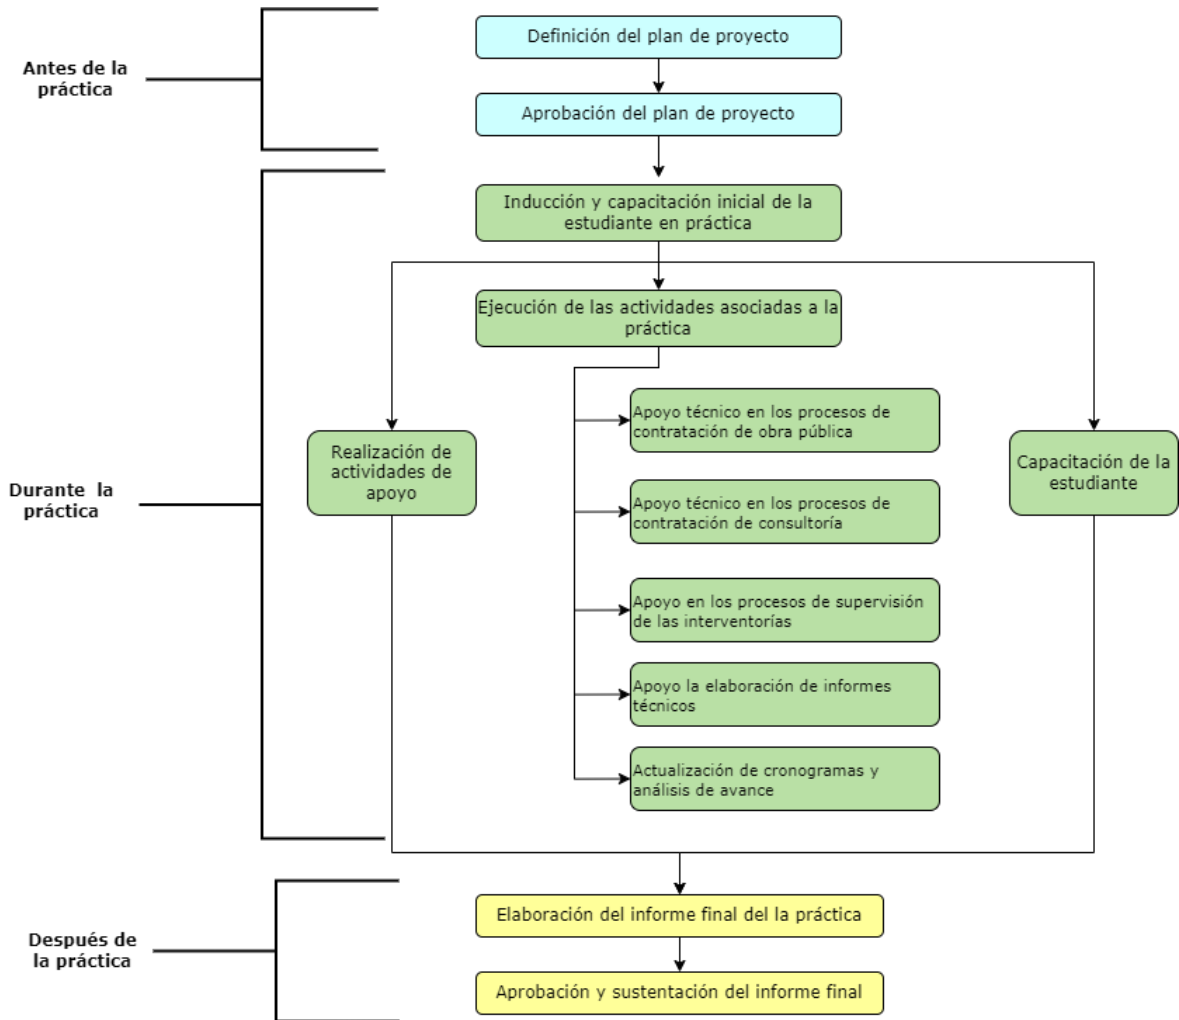 Definición del plan de proyecto
Antes de la
práctica
Aprobación del plan de proyecto
Inducción y capacitación inicial de la
estudiante en práctica
Ejecución de las actividades asociadas a la
práctica
Apoyo técnico en los procesos de
contratación de obra pública
Realización de
actividades de
apoyo
Capacitación de la
estudiante
Durante la
práctica
Apoyo técnico en los procesos de
contratación de consultoría
Apoyo en los procesos de supervisión
de las interventorías
Apoyo la elaboración de informes
técnicos
Actualización de cronogramas y
análisis de avance
Elaboración del informe final del la práctica
Después de
la práctica
Aprobación y sustentación del informe final